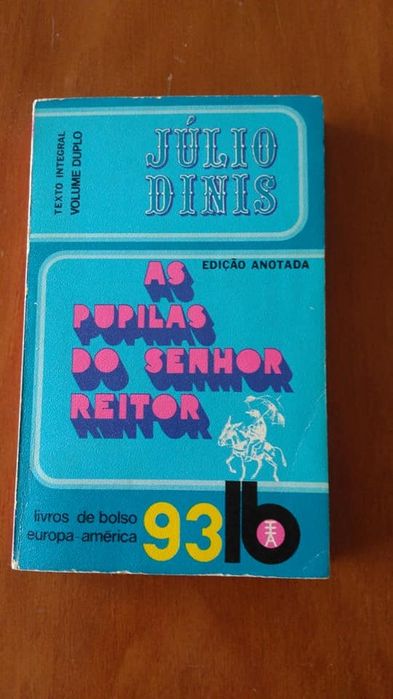 TEXTO INTEGRAL
VOLUME DUPLO
JÚLIO
DINIS
EDIÇÃO ANOTADA
AS
PUPILAS
DO SENHOR
REITOR
livros de bolso
europa-américa
93
lb